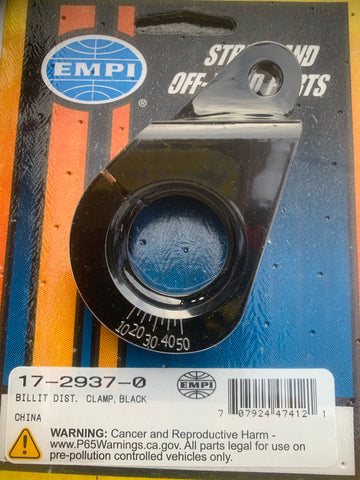 EMPI
®
ST
AND
OFF-
D PARTS
10 20 30 40 50
17-2937-0
EMPI
BILLIT DIST. CLAMP, BLACK
7 07924 47412 1
CHINA
WARNING: Cancer and Reproductive Harm -
www.P65Warnings.ca.gov. All parts legal for use on
pre-pollution controlled vehicles only.